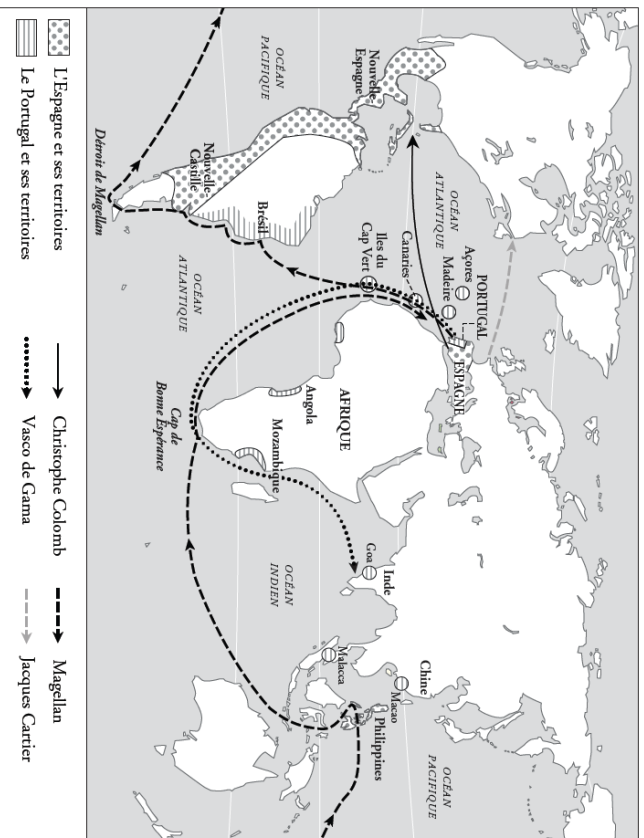 OCÉAN
PACIFIQUE
Nouvelle-
Espagne
OCÉAN
ATLANTIQUE
Açores
Madeire
Canaries
Iles du
Cap Vert
PORTUGAL
ESPAGNE
Nouvelle-
Castille
Brésil
Détroit de Magellan
OCÉAN
ATLANTIQUE
AFRIQUE
Angola
Mozambique
Cap de
Bonne Espérance
Inde
Goa
OCÉAN
INDIEN
Chine
Macao
Malacca
Philippines
OCÉAN
PACIFIQUE
L'Espagne et ses territoires
Le Portugal et ses territoires
Christophe Colomb
Vasco de Gama
Magellan
Jacques Cartier